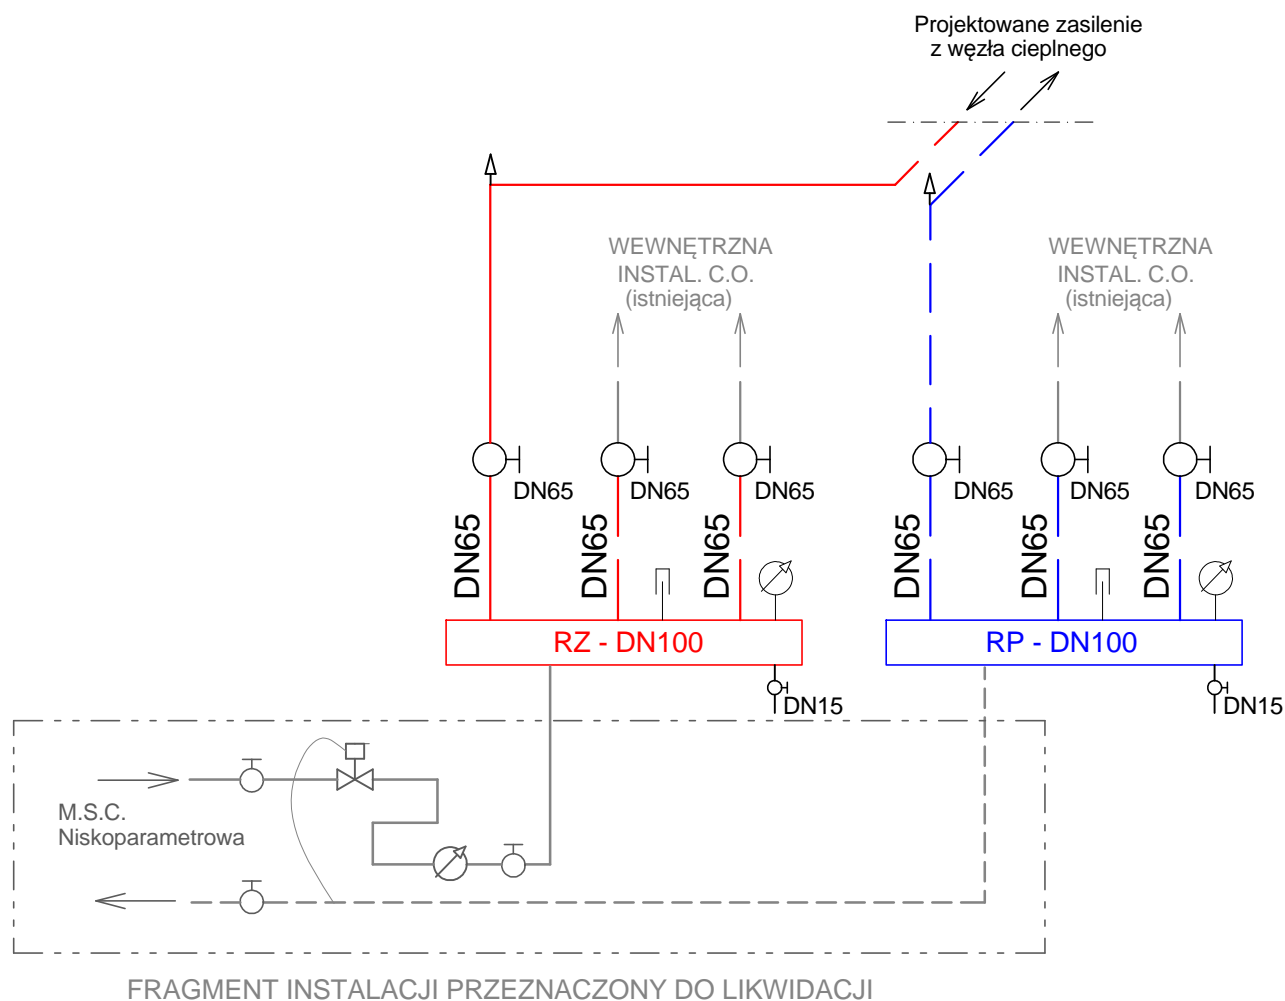 Projektowane zasilenie
z węzła cieplnego
WEWNĘTRZNA
INSTAL. C.O.
(istniejąca)
WEWNĘTRZNA
INSTAL. C.O.
(istniejąca)
DN65
DN65
DN65
DN65
DN65
DN65
DN65
DN65
DN65
DN65
DN65
DN65
RZ - DN100
RP - DN100
DN15
DN15
M.S.C.
Niskoparametrowa
FRAGMENT INSTALACJI PRZEZNACZONY DO LIKWIDACJI